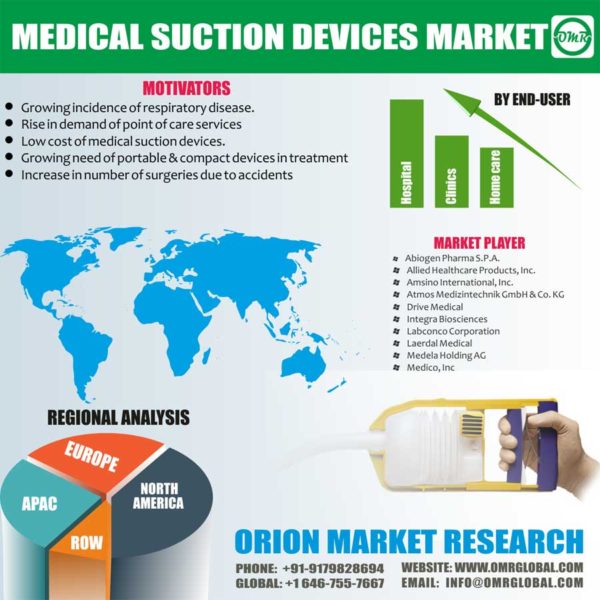 MEDICAL SUCTION DEVICES MARKET
OMR
MOTIVATORS
Growing incidence of respiratory disease.
Rise in demand of point of care services
Low cost of medical suction devices.
Growing need of portable & compact devices in treatment
Increase in number of surgeries due to accidents
BY END-USER
Hospital
Clinics
Home care
MARKET PLAYER
Abiogen Pharma S.P.A.
Allied Healthcare Products, Inc.
Amsino International, Inc.
Atmos Medizintechnik GmbH & Co. KG
Drive Medical
Integra Biosciences
Labconco Corporation
Laerdal Medical
Medela Holding AG
Medico, Inc
REGIONAL ANALYSIS
EUROPE
APAC
NORTH
AMERICA
ROW
ORION MARKET RESEARCH
PHONE: +91-9179828694 WEBSITE: WWW.OMRGLOBAL.COM
GLOBAL: +1 646-755-7667 EMAIL: INFO@OMRGLOBAL.COM